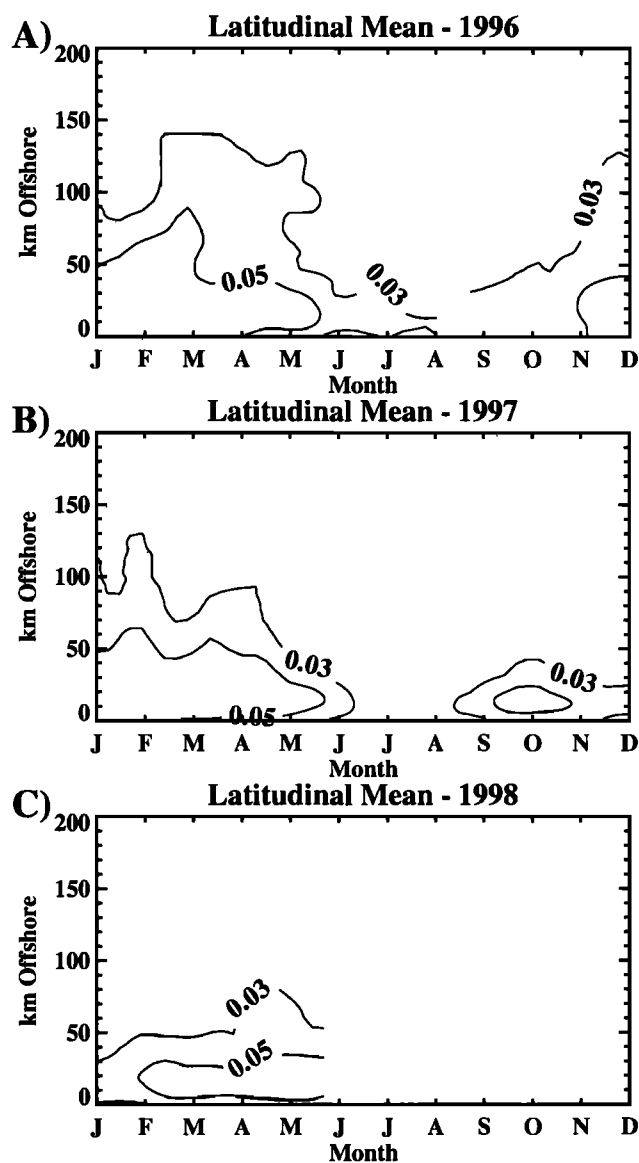 A) Latitudinal Mean - 1996
200
150
100
50
0
km Offshore
0.03
0.05
0.03
J F M A M J J A S O N D
Month
B) Latitudinal Mean - 1997
200
150
100
50
0
km Offshore
0.03
0.03
0.05
J F M A M J J A S O N D
Month
C) Latitudinal Mean - 1998
200
150
100
50
0
km Offshore
0.03
0.05
J F M A M J J A S O N D
Month